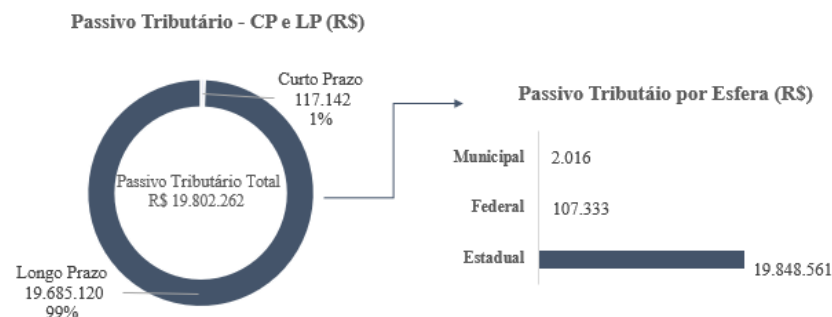 Passivo Tributário - CP e LP (R$)
Curto Prazo
117.142
1%
Passivo Tributário Total
R$ 19.802.262
Longo Prazo
19.685.120
99%
Passivo Tributáio por Esfera (R$)
Municipal 2.016
Federal 107.333
Estadual 19.848.561